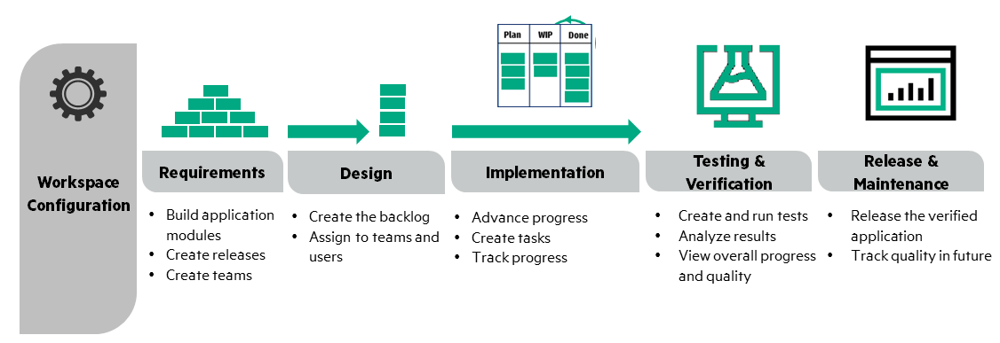 Plan WIP Done
Workspace
Configuration
Requirements
• Build application
modules
• Create releases
• Create teams
Design
• Create the backlog
• Assign to teams and
users
Implementation
• Advance progress
• Create tasks
• Track progress
Testing &
Verification
• Create and run tests
• Analyze results
• View overall progress
and quality
Release &
Maintenance
• Release the verified
application
• Track quality in future